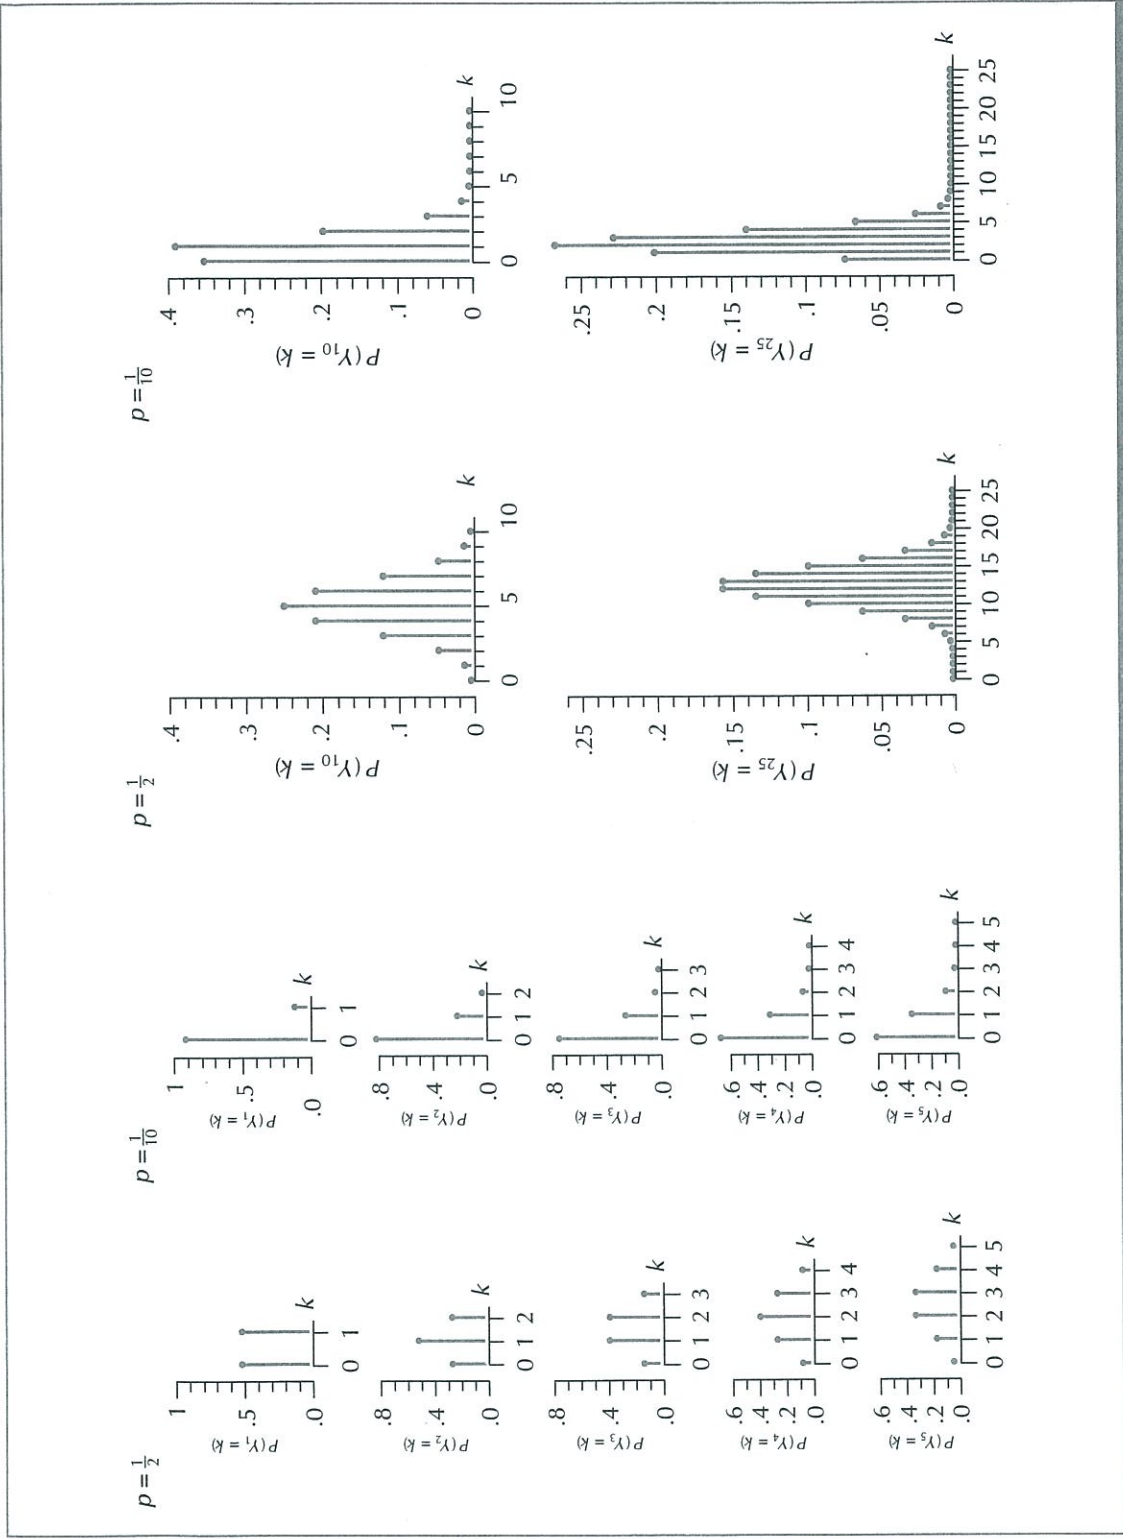 p = 1/2
P(Y₁ = k)
1
.5
.0
0 1
k
P(Y₂ = k)
.8
.4
.0
0 1 2
k
P(Y₃ = k)
.8
.4
.0
0 1 2 3
k
P(Y₄ = k)
.6
.4
.2
.0
0 1 2 3 4
k
P(Y₅ = k)
.6
.4
.2
.0
0 1 2 3 4 5
k
p = 1/10
P(Y₁ = k)
1
.5
.0
0 1
k
P(Y₂ = k)
.8
.4
.0
0 1 2
k
P(Y₃ = k)
.8
.4
.0
0 1 2 3
k
P(Y₄ = k)
.6
.4
.2
.0
0 1 2 3 4
k
P(Y₅ = k)
.6
.4
.2
.0
0 1 2 3 4 5
k
p = 1/2
P(Y₁₀ = k)
.4
.3
.2
.1
0
0 5 10
k
P(Y₂₅ = k)
.25
.2
.15
.1
.05
0
0 5 10 15 20 25
k
p = 1/10
P(Y₁₀ = k)
.4
.3
.2
.1
0
0 5 10
k
P(Y₂₅ = k)
.25
.2
.15
.1
.05
0
0 5 10 15 20 25
k